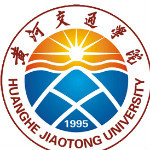 黄河交通学院
HUANGHE JIAOTONG UNIVERSITY
1995